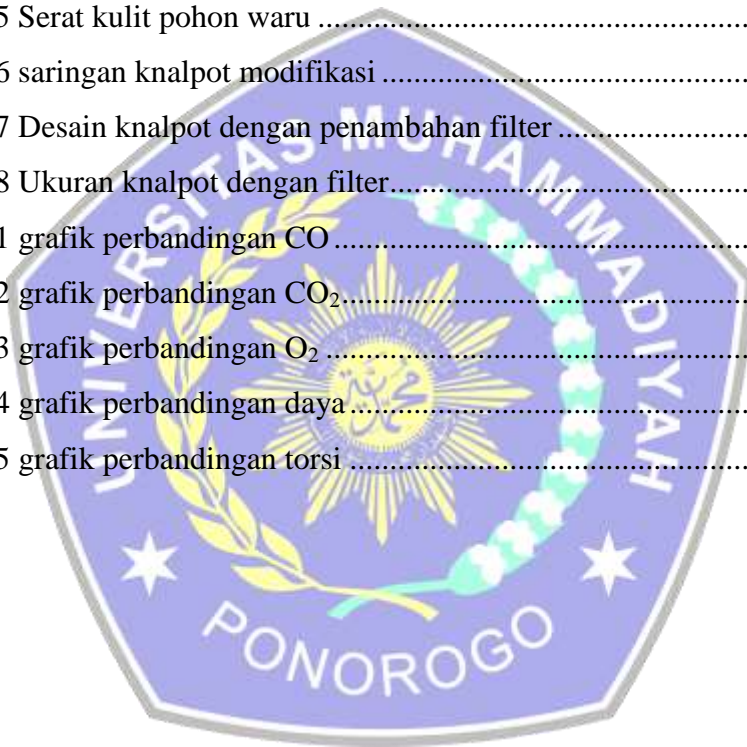 5 Serat kulit pohon waru ........................................................
6 saringan knalpot modifikasi ...............................................
7 Desain knalpot dengan penambahan filter .........................
8 Ukuran knalpot dengan filter..............................................
1 grafik perbandingan CO ......................................................
2 grafik perbandingan CO₂.....................................................
3 grafik perbandingan O₂ .......................................................
4 grafik perbandingan daya ....................................................
5 grafik perbandingan torsi ....................................................
UNIVERSITAS MUHAMMADIYAH
PONOROGO